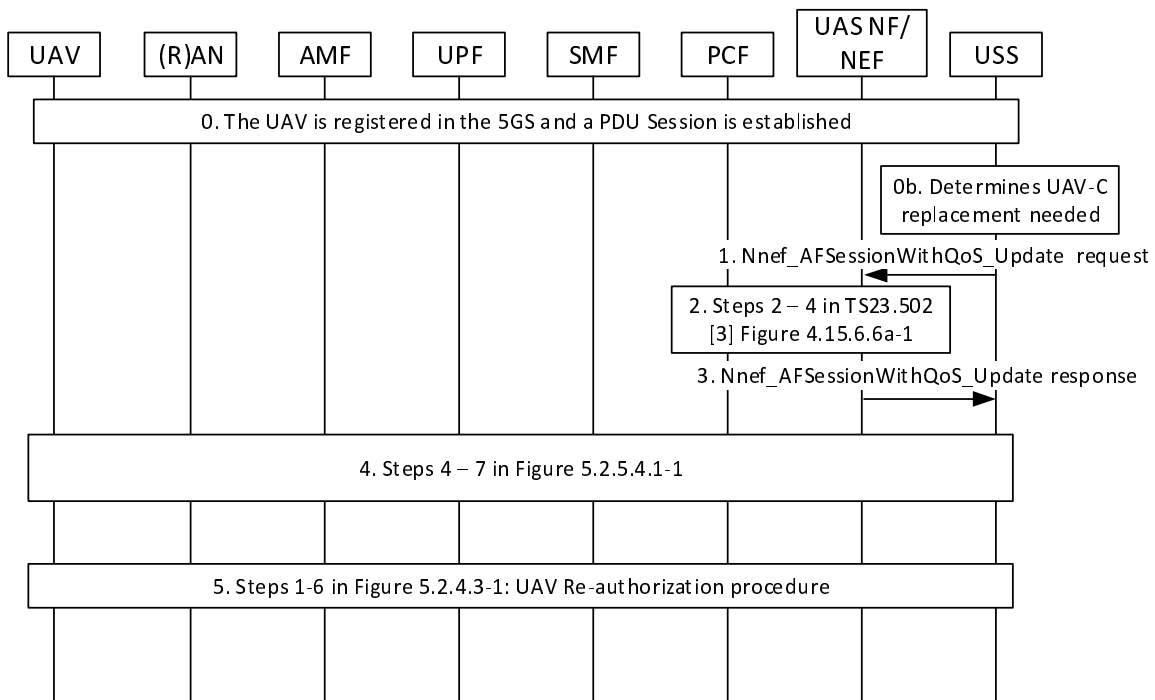 UAV
(R)AN
AMF
UPF
SMF
PCF
UAS NF/
NEF
USS
0. The UAV is registered in the 5GS and a PDU Session is established
0b. Determines UAV-C
replacement needed
1. Nnef_AFSessionWithQoS_Update request
2. Steps 2 – 4 in TS23.502
[3] Figure 4.15.6.6a-1
3. Nnef_AFSessionWithQoS_Update response
4. Steps 4 – 7 in Figure 5.2.5.4.1-1
5. Steps 1-6 in Figure 5.2.4.3-1: UAV Re-authorization procedure